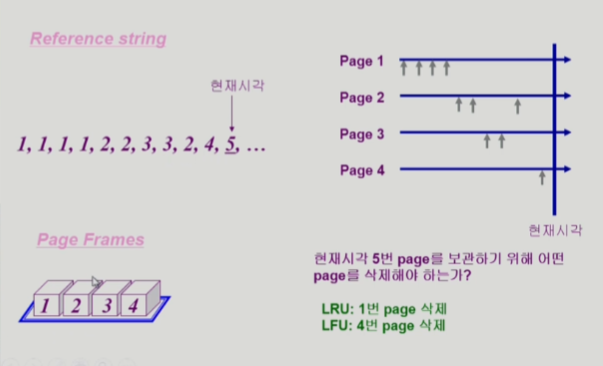 Reference string
현재시각
1, 1, 1, 1, 2, 2, 3, 3, 2, 4, 5, ...
Page Frames
1 2 3 4
Page 1
Page 2
Page 3
Page 4
현재시각
현재시각 5번 page를 보관하기 위해 어떤
page를 삭제해야 하는가?
LRU: 1번 page 삭제
LFU: 4번 page 삭제